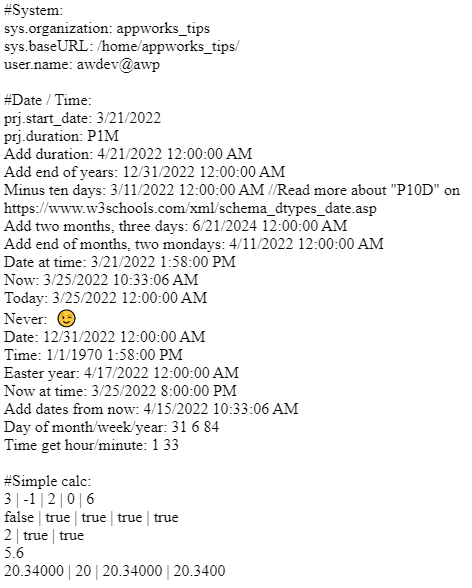 #System:
sys.organization: appworks_tips
sys.baseURL: /home/appworks_tips/
user.name: awdev@awp

#Date / Time:
prj.start_date: 3/21/2022
prj.duration: P1M
Add duration: 4/21/2022 12:00:00 AM
Add end of years: 12/31/2022 12:00:00 AM
Minus ten days: 3/11/2022 12:00:00 AM //Read more about "P10D" on
https://www.w3schools.com/xml/schema_dtypes_date.asp
Add two months, three days: 6/21/2024 12:00:00 AM
Add end of months, two mondays: 4/11/2022 12:00:00 AM
Date at time: 3/21/2022 1:58:00 PM
Now: 3/25/2022 10:33:06 AM
Today: 3/25/2022 12:00:00 AM
Never: 😉
Date: 12/31/2022 12:00:00 AM
Time: 1/1/1970 1:58:00 PM
Easter year: 4/17/2022 12:00:00 AM
Now at time: 3/25/2022 8:00:00 PM
Add dates from now: 4/15/2022 10:33:06 AM
Day of month/week/year: 31 6 84
Time get hour/minute: 1 33

#Simple calc:
3 | -1 | 2 | 0 | 6
false | true | true | true | true
2 | true | true
5.6
20.34000 | 20 | 20.34000 | 20.3400